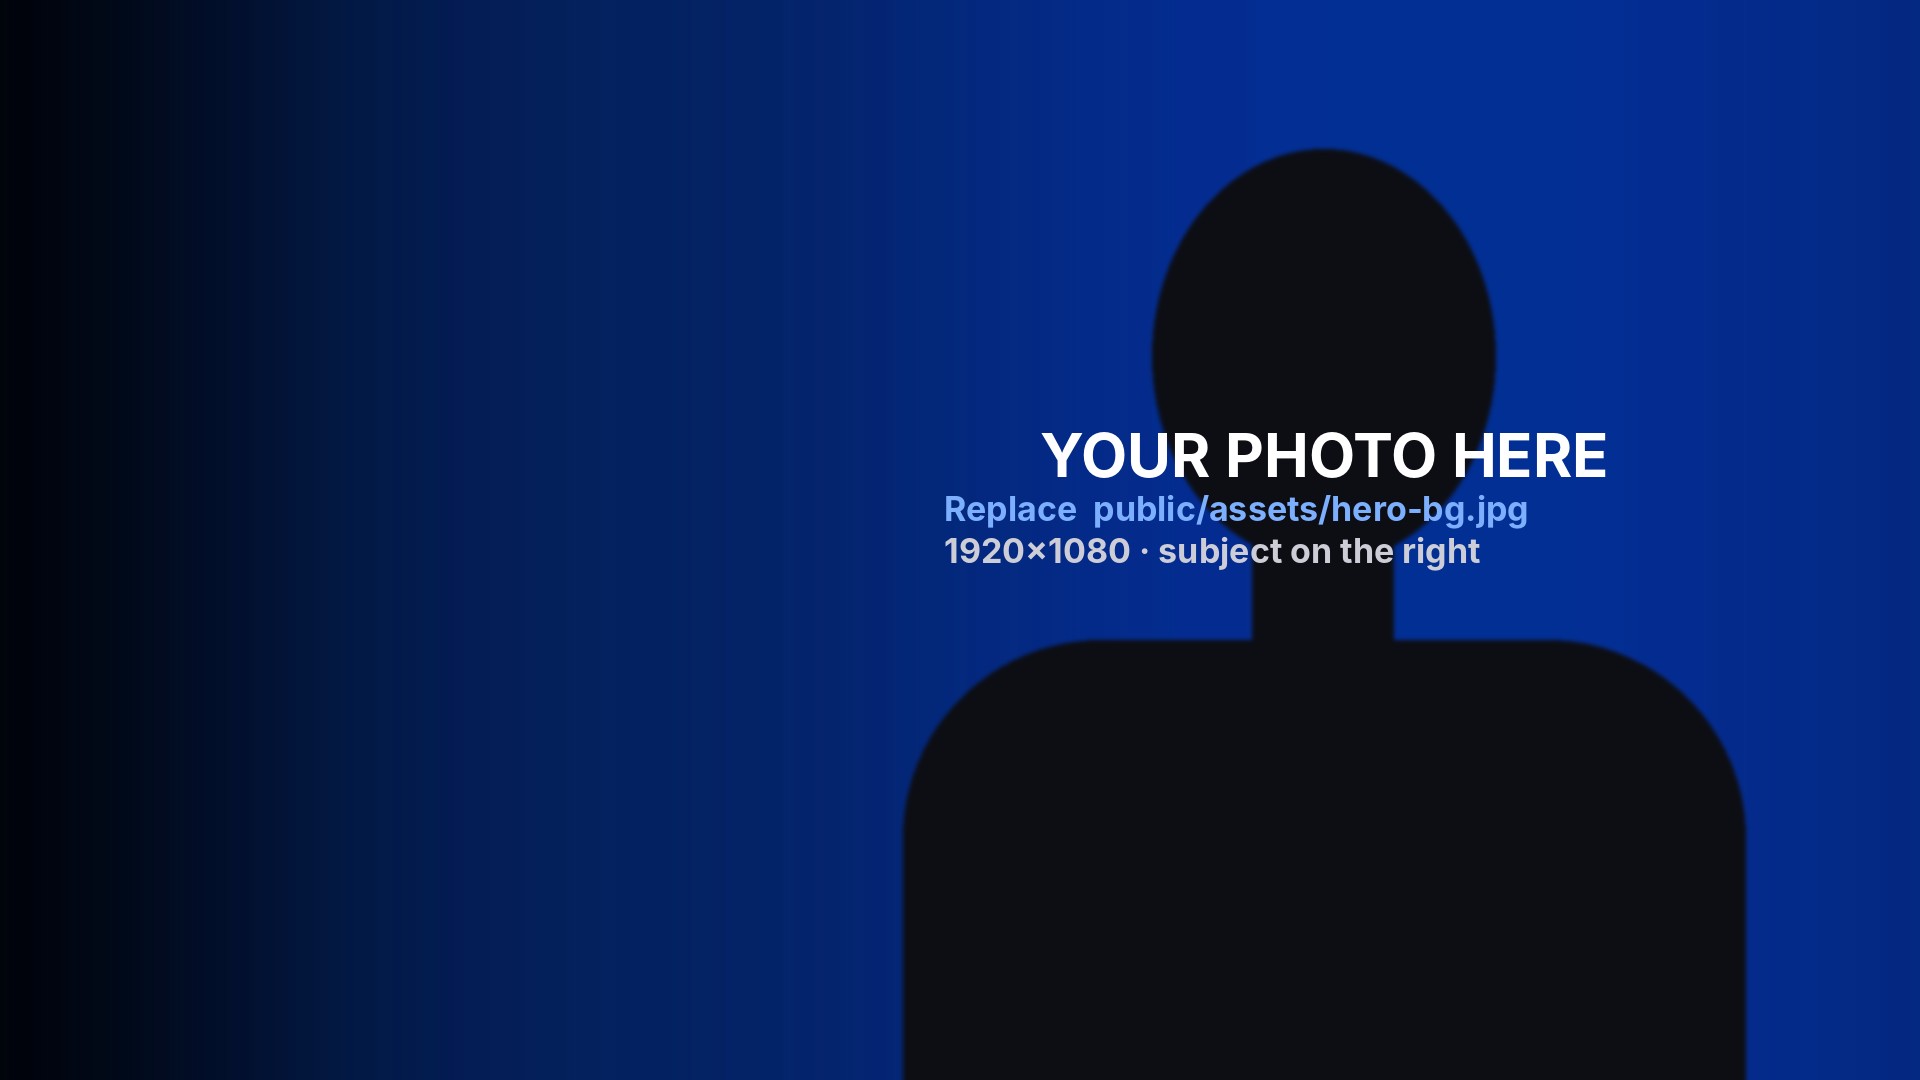 YOUR PHOTO HERE
Replace  public/assets/hero-bg.jpg
1920×1080 · subject on the right